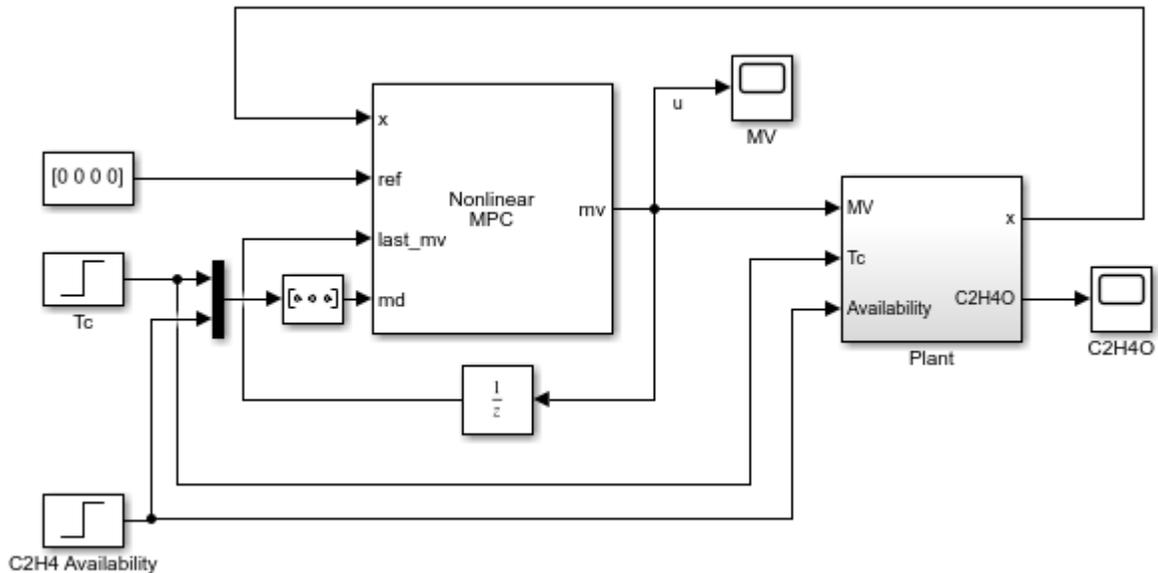 x
[0 0 0 0]
ref
Nonlinear
MPC
mv
last_mv
md
Tc
u
MV
MV
Tc
Availability
x
C2H4O
Plant
C2H4O
1
z
C2H4 Availability